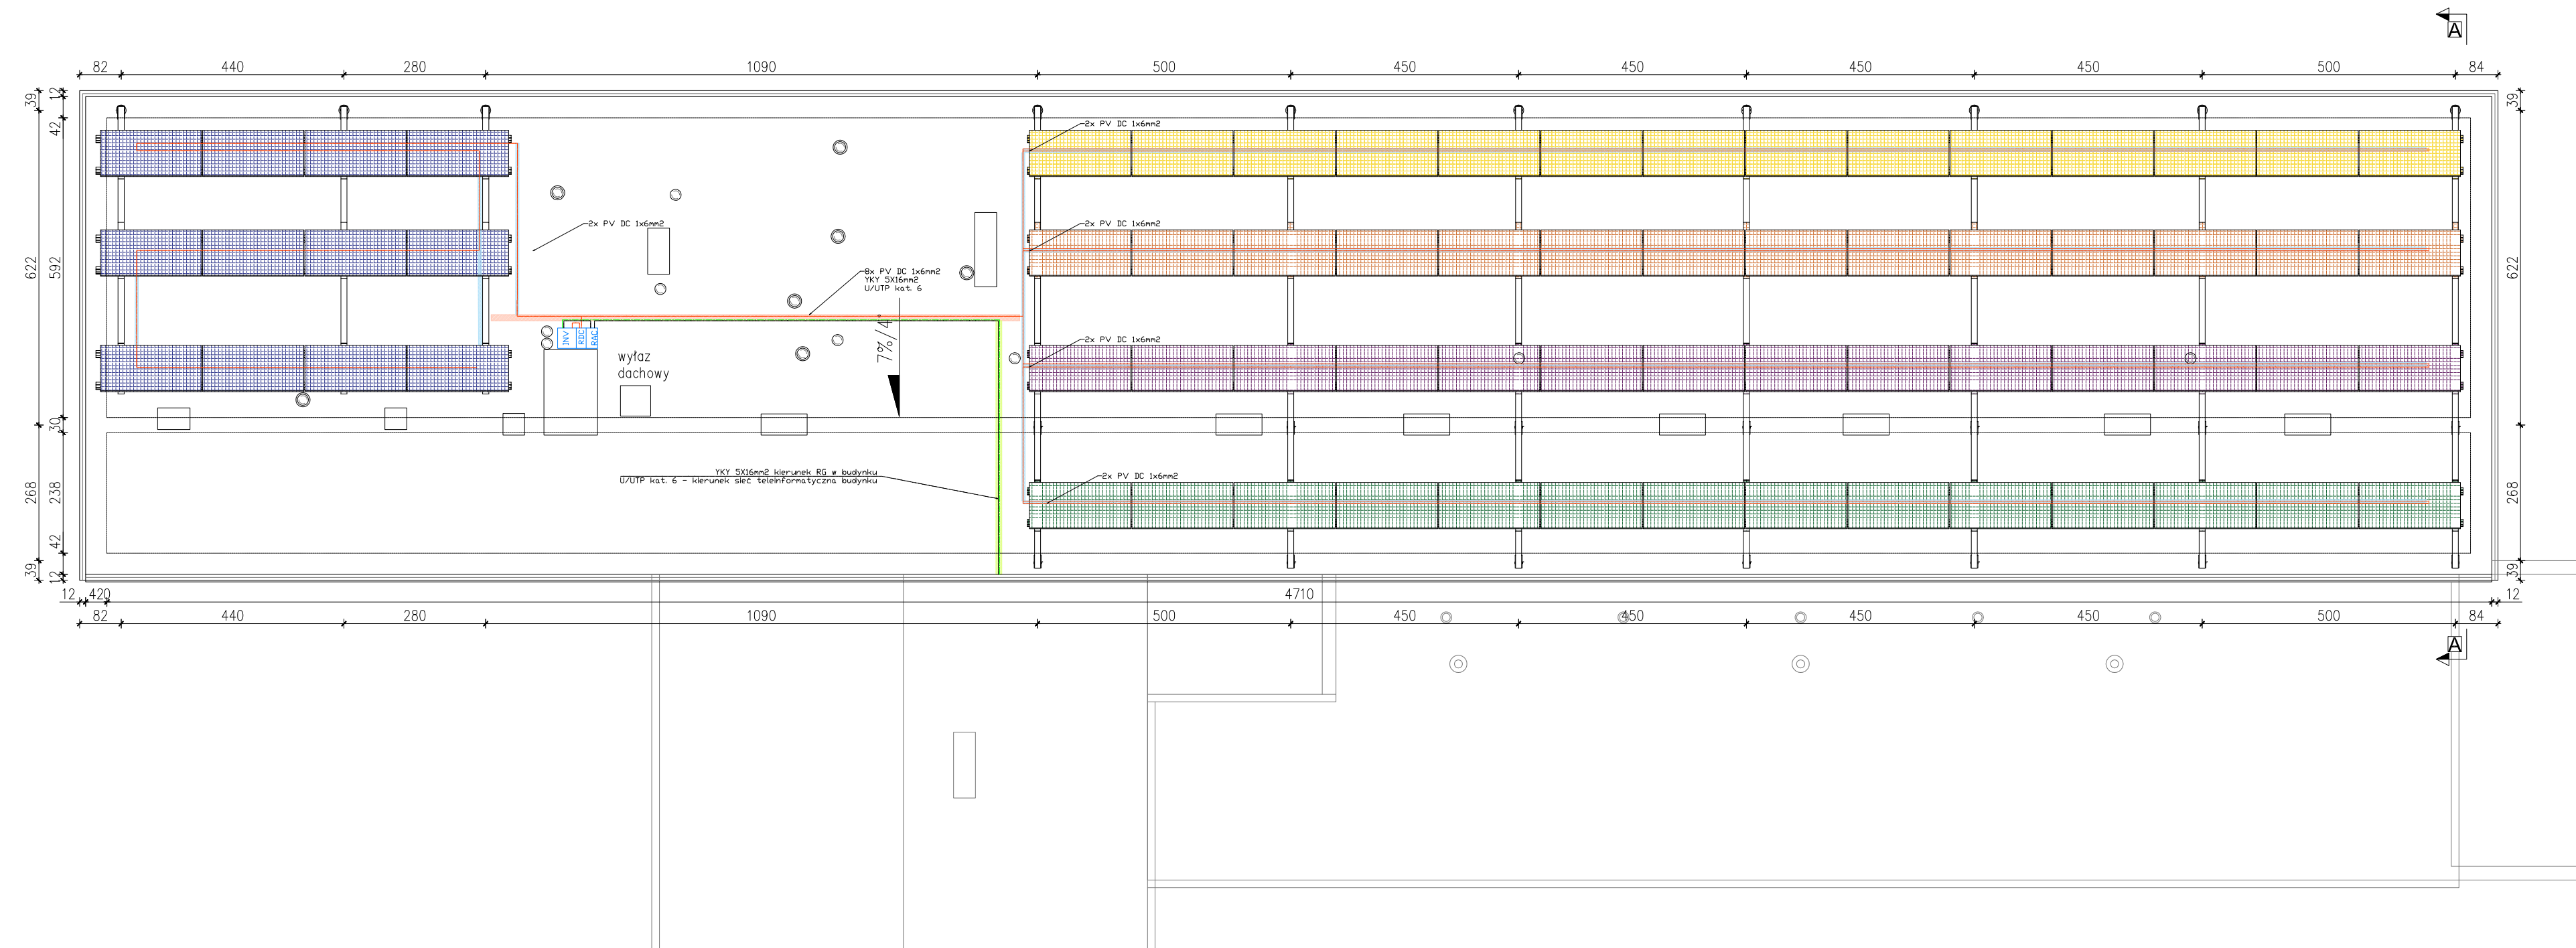 A
82 440 280 1090 500 450 450 450 450 500 84
39 12 42 622 592 30 268 238 42 39 12
39 622 268 39
2x PV DC 1x6mm2
2x PV DC 1x6mm2
2x PV DC 1x6mm2
8x PV DC 1x6mm2
YKY 5X16mm2
U/UTP kat. 6
7%/4°
INV RDC RAC
wyłaz
dachowy
2x PV DC 1x6mm2
YKY 5X16mm2 kierunek RG w budynku
U/UTP kat. 6 - kierunek sieć teleinformatyczna budynku
2x PV DC 1x6mm2
12 420 4710 12
82 440 280 1090 500 450 450 450 450 500 84
A